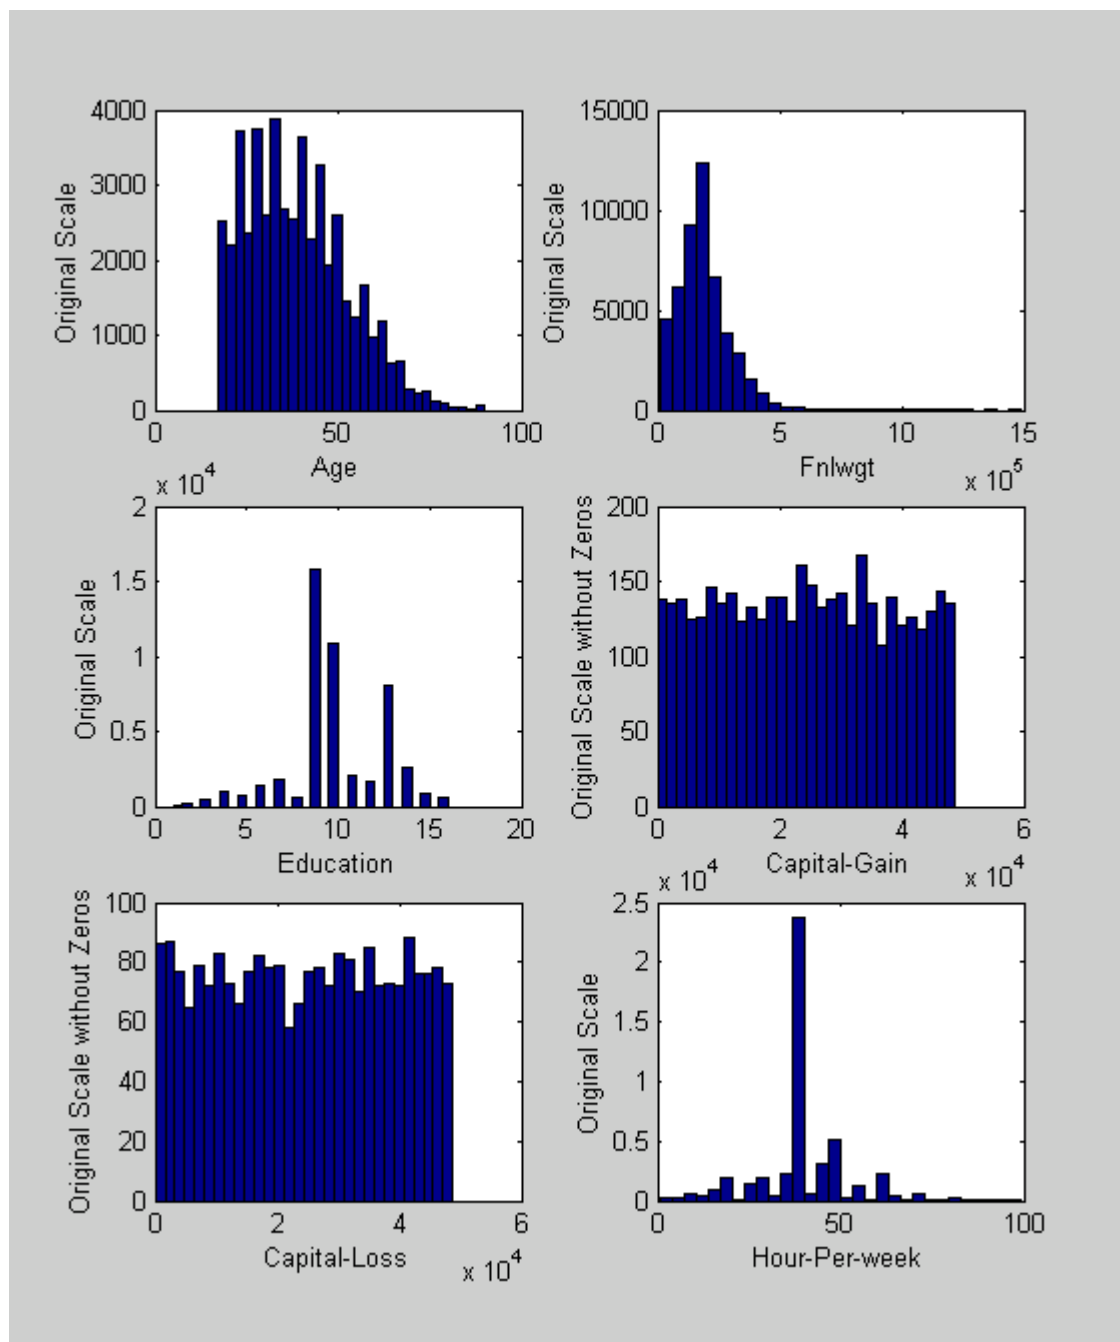 4000
3000
2000
1000
0
Original Scale
0 50 100
Age
15000
10000
5000
0
Original Scale
0 5 10 15
Fnlwgt
x 10^5
x 10^4
2
1.5
1
0.5
0
Original Scale
0 5 10 15 20
Education
200
150
100
50
0
Original Scale without Zeros
0 2 4 6
Capital-Gain
x 10^4
100
80
60
40
20
0
Original Scale without Zeros
0 2 4 6
Capital-Loss
x 10^4
x 10^4
2.5
2
1.5
1
0.5
0
Original Scale
0 50 100
Hour-Per-week